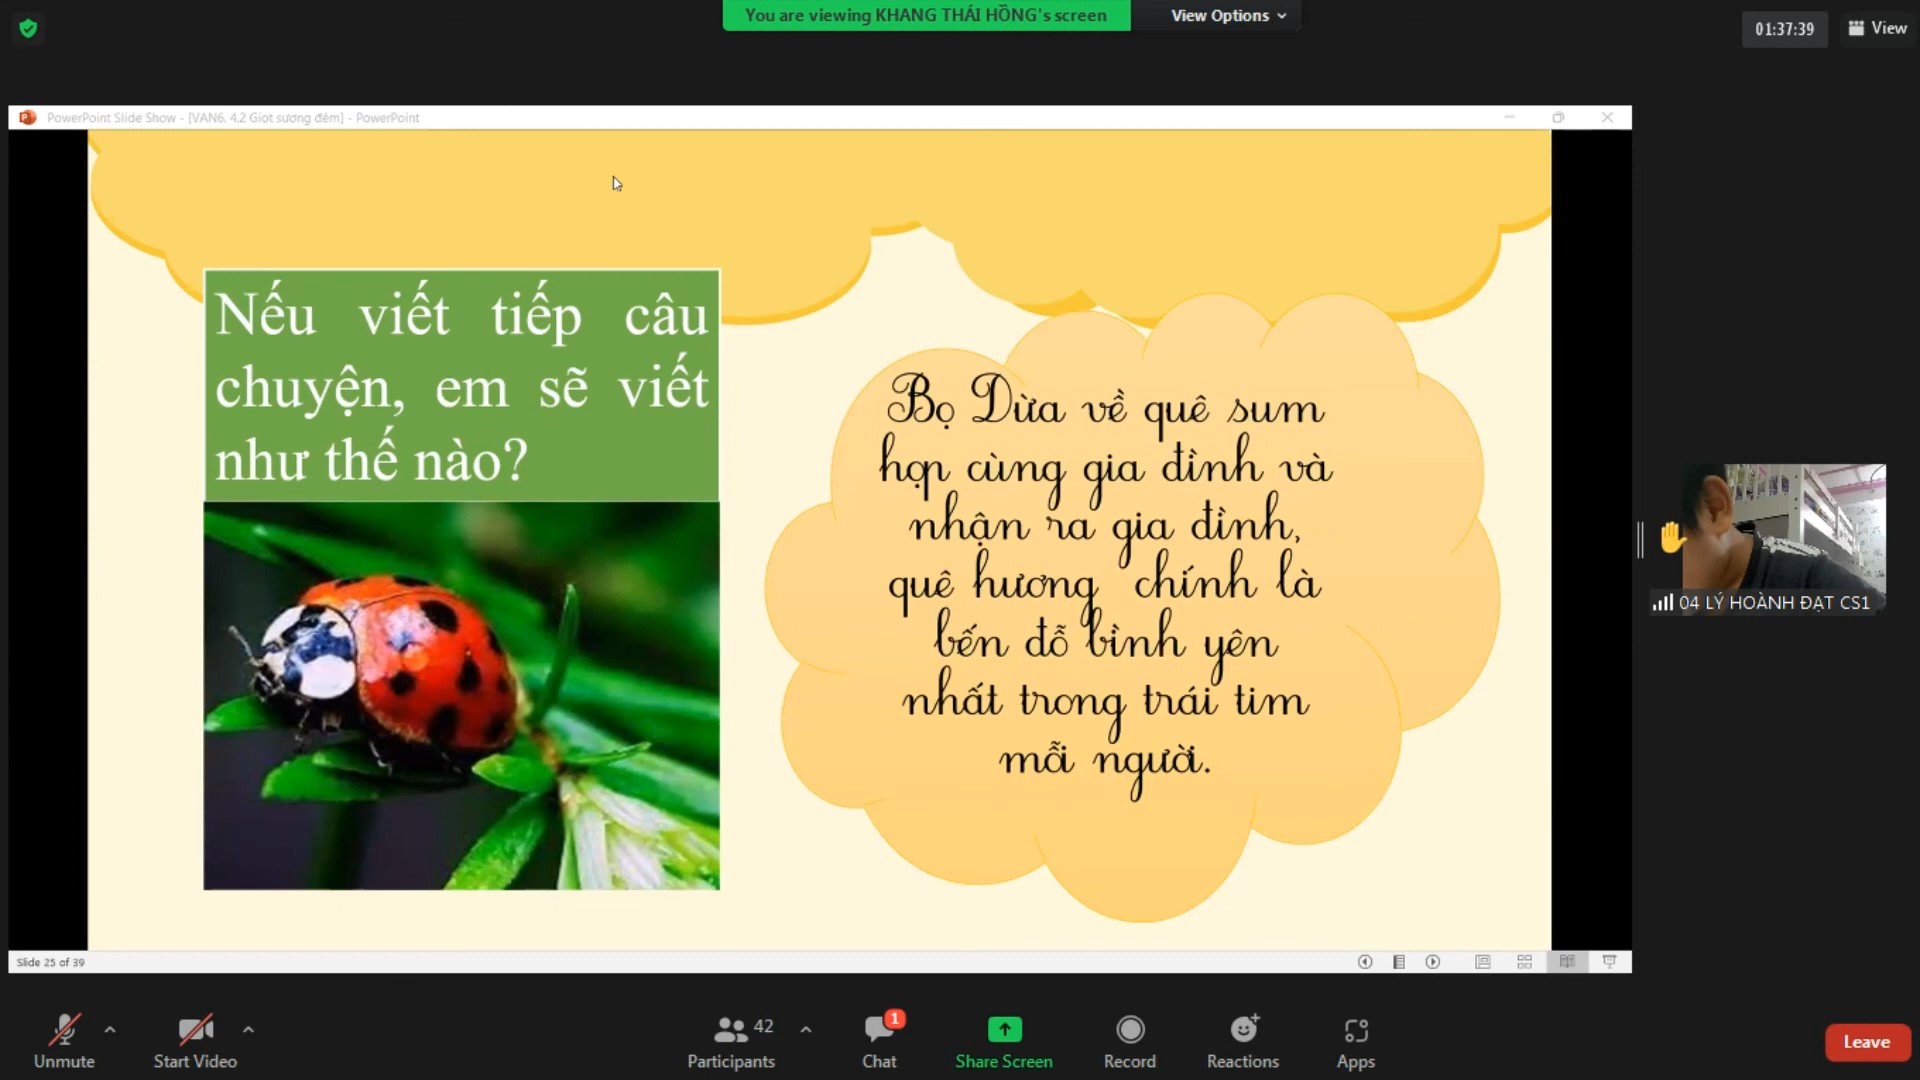 You are viewing KHANG THÁI HỒNG's screen
View Options
01:37:39
View
PowerPoint Slide Show - [VAN6. 4.2 Giọt sương đêm] - PowerPoint
Nếu viết tiếp câu
chuyện, em sẽ viết
như thế nào?
Bọ Dừa về quê sum
họp cùng gia đình và
nhận ra gia đình,
quê hương chính là
bến đỗ bình yên
nhất trong trái tim
mỗi người.
04 LÝ HOÀNH ĐẠT CS1
Slide 25 of 39
Unmute
Start Video
42
Participants
1
Chat
Share Screen
Record
Reactions
Apps
Leave